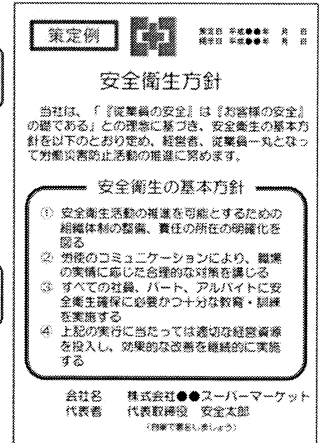 策定例
策定日 平成●●年 月 日
掲示日 平成●●年 月 日
安全衛生方針
当社は、「『従業員の安全』は『お客様の安全』
の礎である」との理念に基づき、安全衛生の基本方
針を以下のとおり定め、経営者、従業員一丸となっ
て労働災害防止活動の推進に努めます。
安全衛生の基本方針
① 安全衛生活動の推進を可能とするための
組織体制の整備、責任の所在の明確化を
図る
② 労使のコミュニケーションにより、職場
の実情に応じた合理的な対策を講じる
③ すべての社員、パート、アルバイトに安
全衛生確保に必要かつ十分な教育・訓練
を実施する
④ 上記の実行に当たっては適切な経営資源
を投入し、効果的な改善を継続的に実施
する
会社名 株式会社●●スーパーマーケット
代表者 代表取締役 安全太郎
(自筆で署名しましょう)